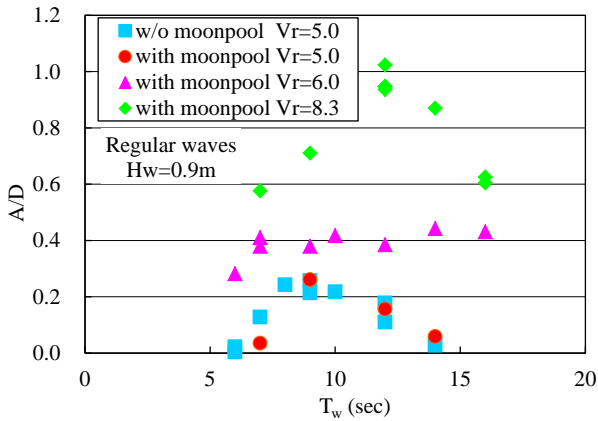 w/o moonpool Vr=5.0
with moonpool Vr=5.0
with moonpool Vr=6.0
with moonpool Vr=8.3
Regular waves
Hw=0.9m
A/D
1.2
1.0
0.8
0.6
0.4
0.2
0.0
0 5 10 15 20
T_w (sec)